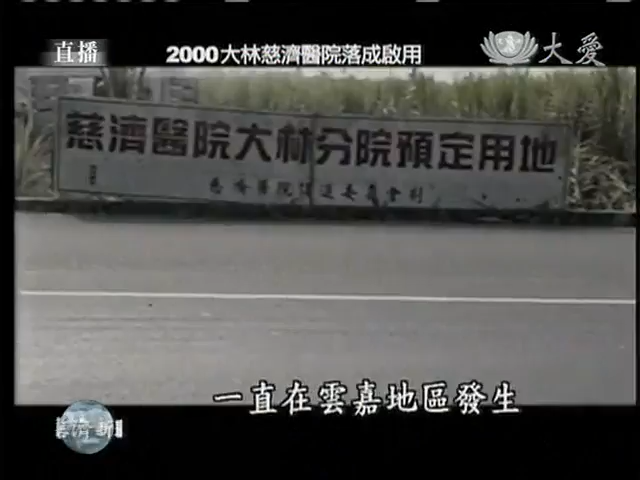 直播
2000大林慈濟醫院落成啟用
大愛
慈濟醫院大林分院預定用地
一直在雲嘉地區發生